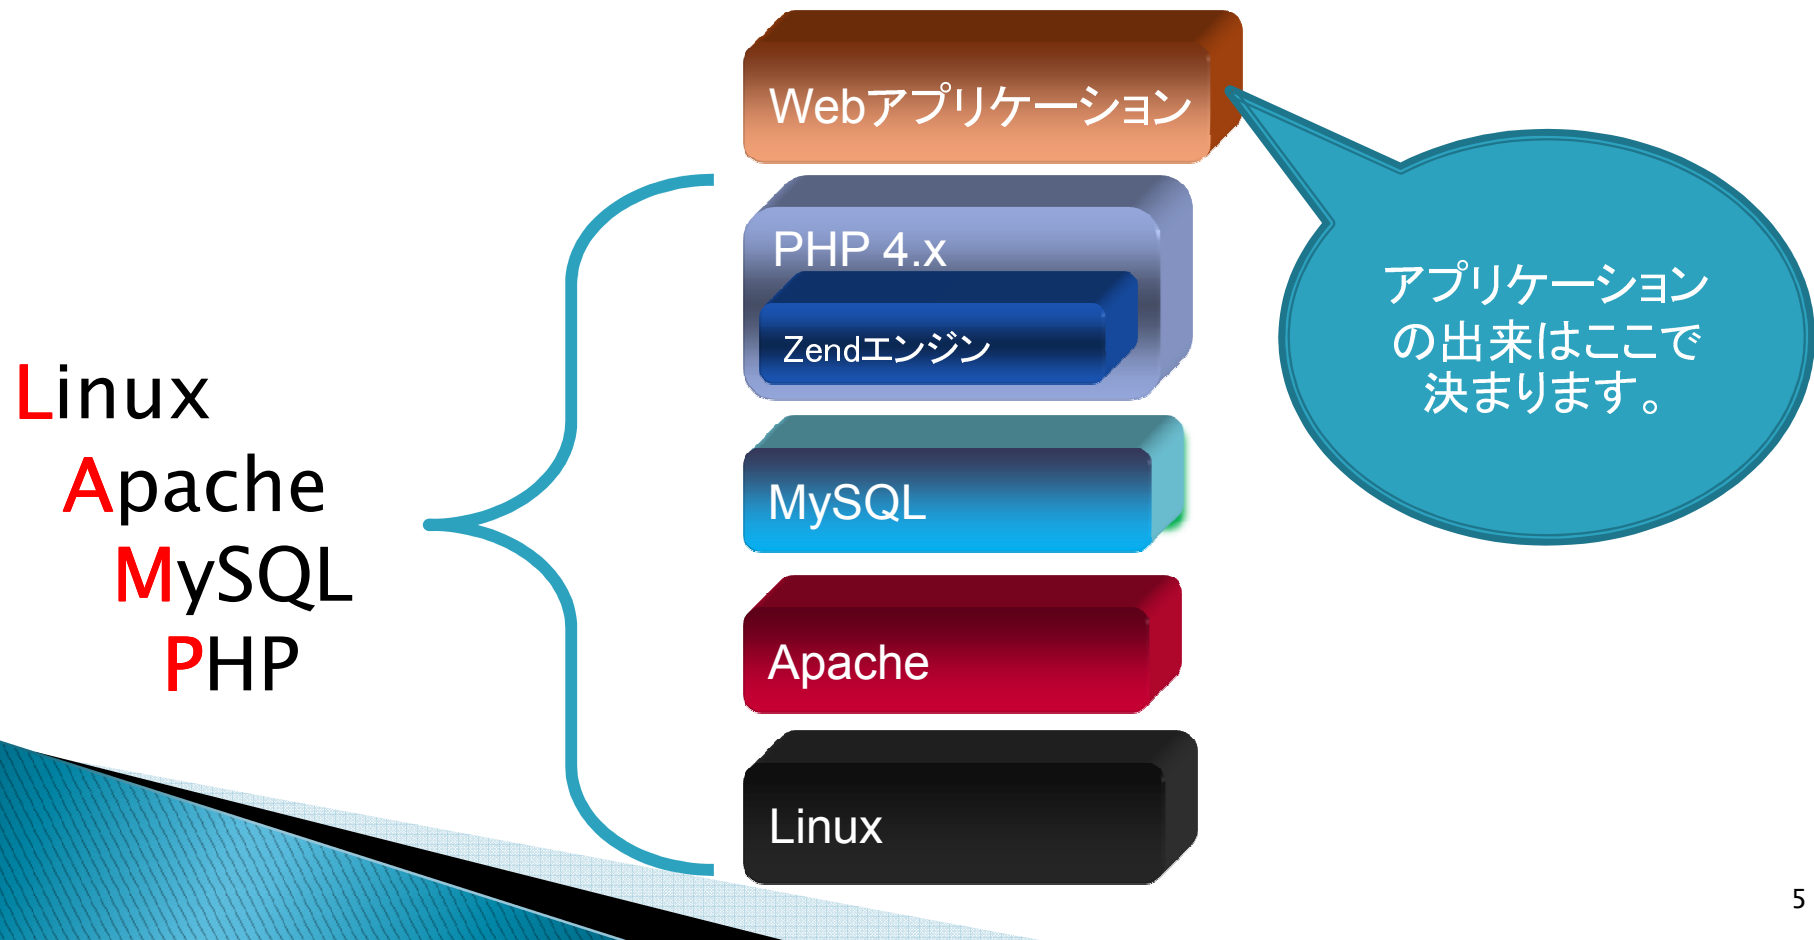 Linux
Apache
MySQL
PHP
Webアプリケーション
PHP 4.x
Zendエンジン
MySQL
Apache
Linux
アプリケーション
の出来はここで
決まります。
5